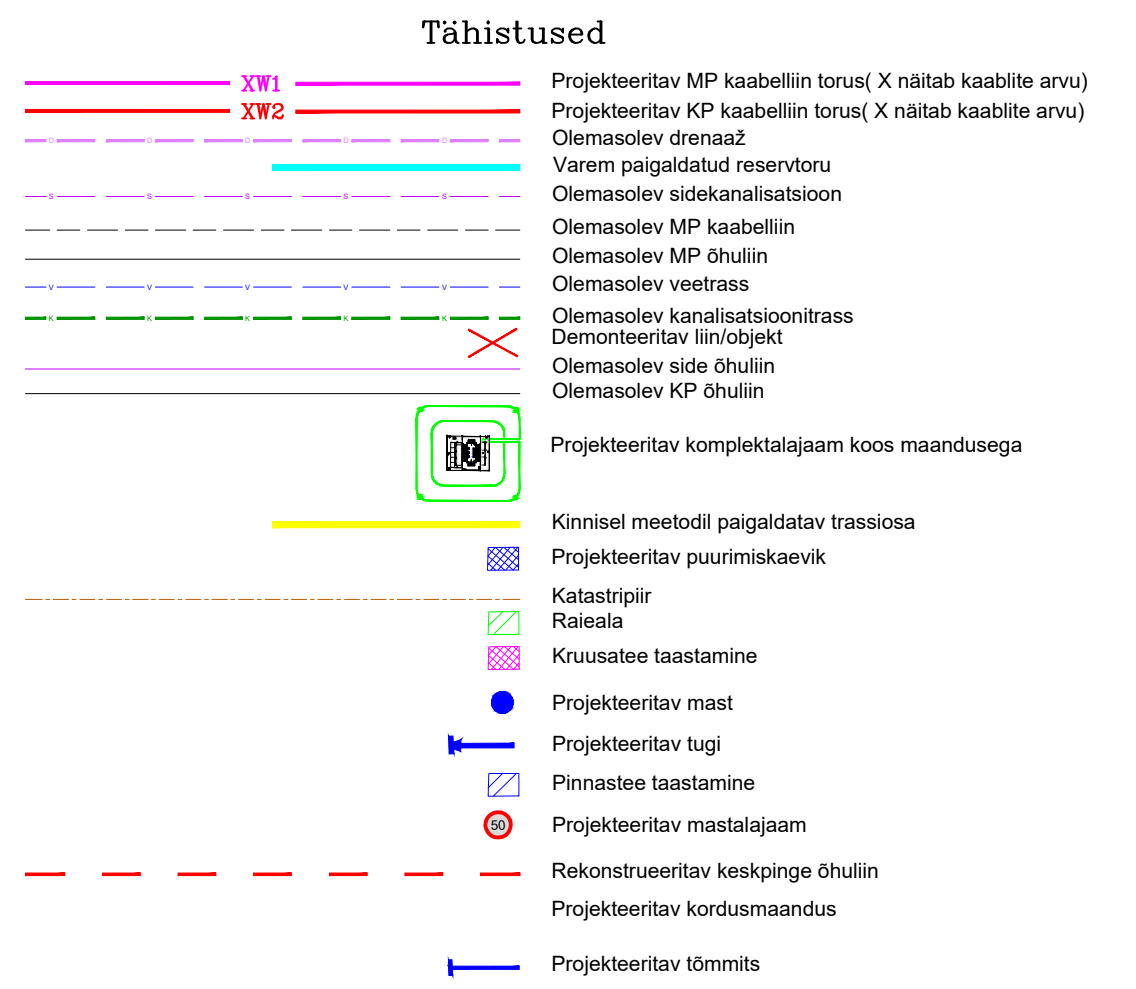 Tähistused
XW1 Projekteeritav MP kaabelliin torus( X näitab kaablite arvu)
XW2 Projekteeritav KP kaabelliin torus( X näitab kaablite arvu)
D D D D D Olemasolev drenaaž
Varem paigaldatud reservtoru
S S S S S Olemasolev sidekanalisatsioon
Olemasolev MP kaabelliin
Olemasolev MP õhuliin
V V V V V Olemasolev veetrass
K K K K K Olemasolev kanalisatsioonitrass
Demonteeritav liin/objekt
Olemasolev side õhuliin
Olemasolev KP õhuliin
Projekteeritav komplektalajaam koos maandusega
Kinnisel meetodil paigaldatav trassiosa
Projekteeritav puurimiskaevik
Katastripiir
Raieala
Kruusatee taastamine
Projekteeritav mast
Projekteeritav tugi
Pinnastee taastamine
50 Projekteeritav mastalajaam
Rekonstrueeritav keskpinge õhuliin
Projekteeritav kordusmaandus
Projekteeritav tõmmits